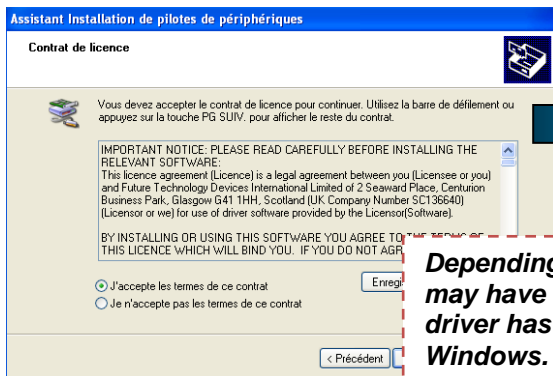 Assistant Installation de pilotes de périphériques
Contrat de licence
Vous devez accepter le contrat de licence pour continuer. Utilisez la barre de défilement ou
appuyez sur la touche PG SUIV. pour afficher le reste du contrat.
IMPORTANT NOTICE: PLEASE READ CAREFULLY BEFORE INSTALLING THE
RELEVANT SOFTWARE:
This licence agreement (Licence) is a legal agreement between you (Licensee or you)
and Future Technology Devices International Limited of 2 Seaward Place, Centurion
Business Park, Glasgow G41 1HH, Scotland (UK Company Number SC136640)
(Licensor or we) for use of driver software provided by the Licensor(Software).
BY INSTALLING OR USING THIS SOFTWARE YOU AGREE TO THE TERMS OF
THIS LICENCE WHICH WILL BIND YOU. IF YOU DO NOT AGR
J'accepte les termes de ce contrat
Enregi
Je n'accepte pas les termes de ce contrat
< Précédent
Depending
may have
driver has
Windows.